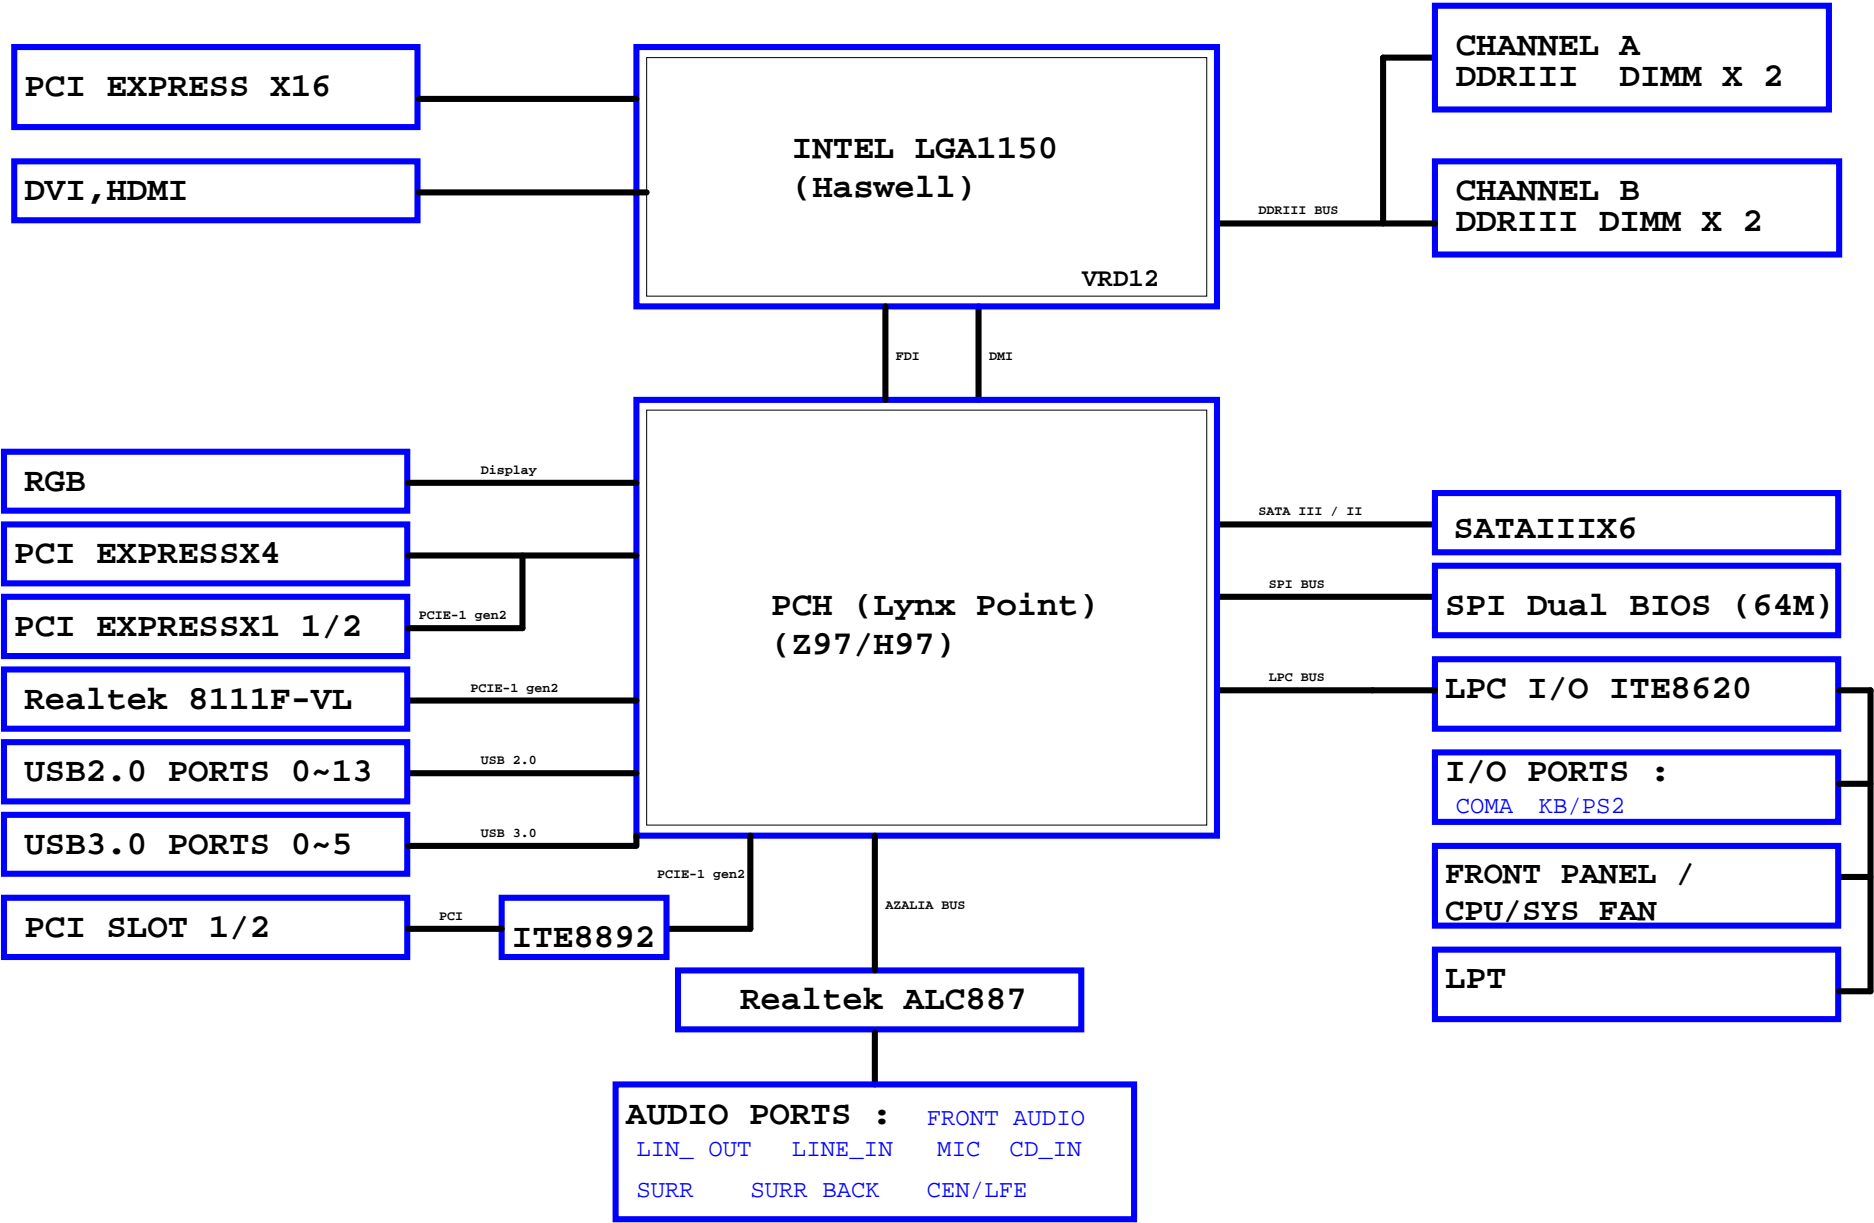 PCI EXPRESS X16
DVI,HDMI
INTEL LGA1150
(Haswell)
VRD12
CHANNEL A
DDRIII DIMM X 2
DDRIII BUS
CHANNEL B
DDRIII DIMM X 2
FDI
DMI
RGB
Display
PCI EXPRESSX4
PCI EXPRESSX1 1/2
PCIE-1 gen2
Realtek 8111F-VL
PCIE-1 gen2
USB2.0 PORTS 0~13
USB 2.0
USB3.0 PORTS 0~5
USB 3.0
PCI SLOT 1/2
PCI
ITE8892
PCIE-1 gen2
PCH (Lynx Point)
(Z97/H97)
SATA III / II
SATAIIIX6
SPI BUS
SPI Dual BIOS (64M)
LPC BUS
LPC I/O ITE8620
I/O PORTS :
COMA KB/PS2
FRONT PANEL /
CPU/SYS FAN
LPT
AZALIA BUS
Realtek ALC887
AUDIO PORTS : FRONT AUDIO
LIN_ OUT LINE_IN MIC CD_IN
SURR SURR BACK CEN/LFE